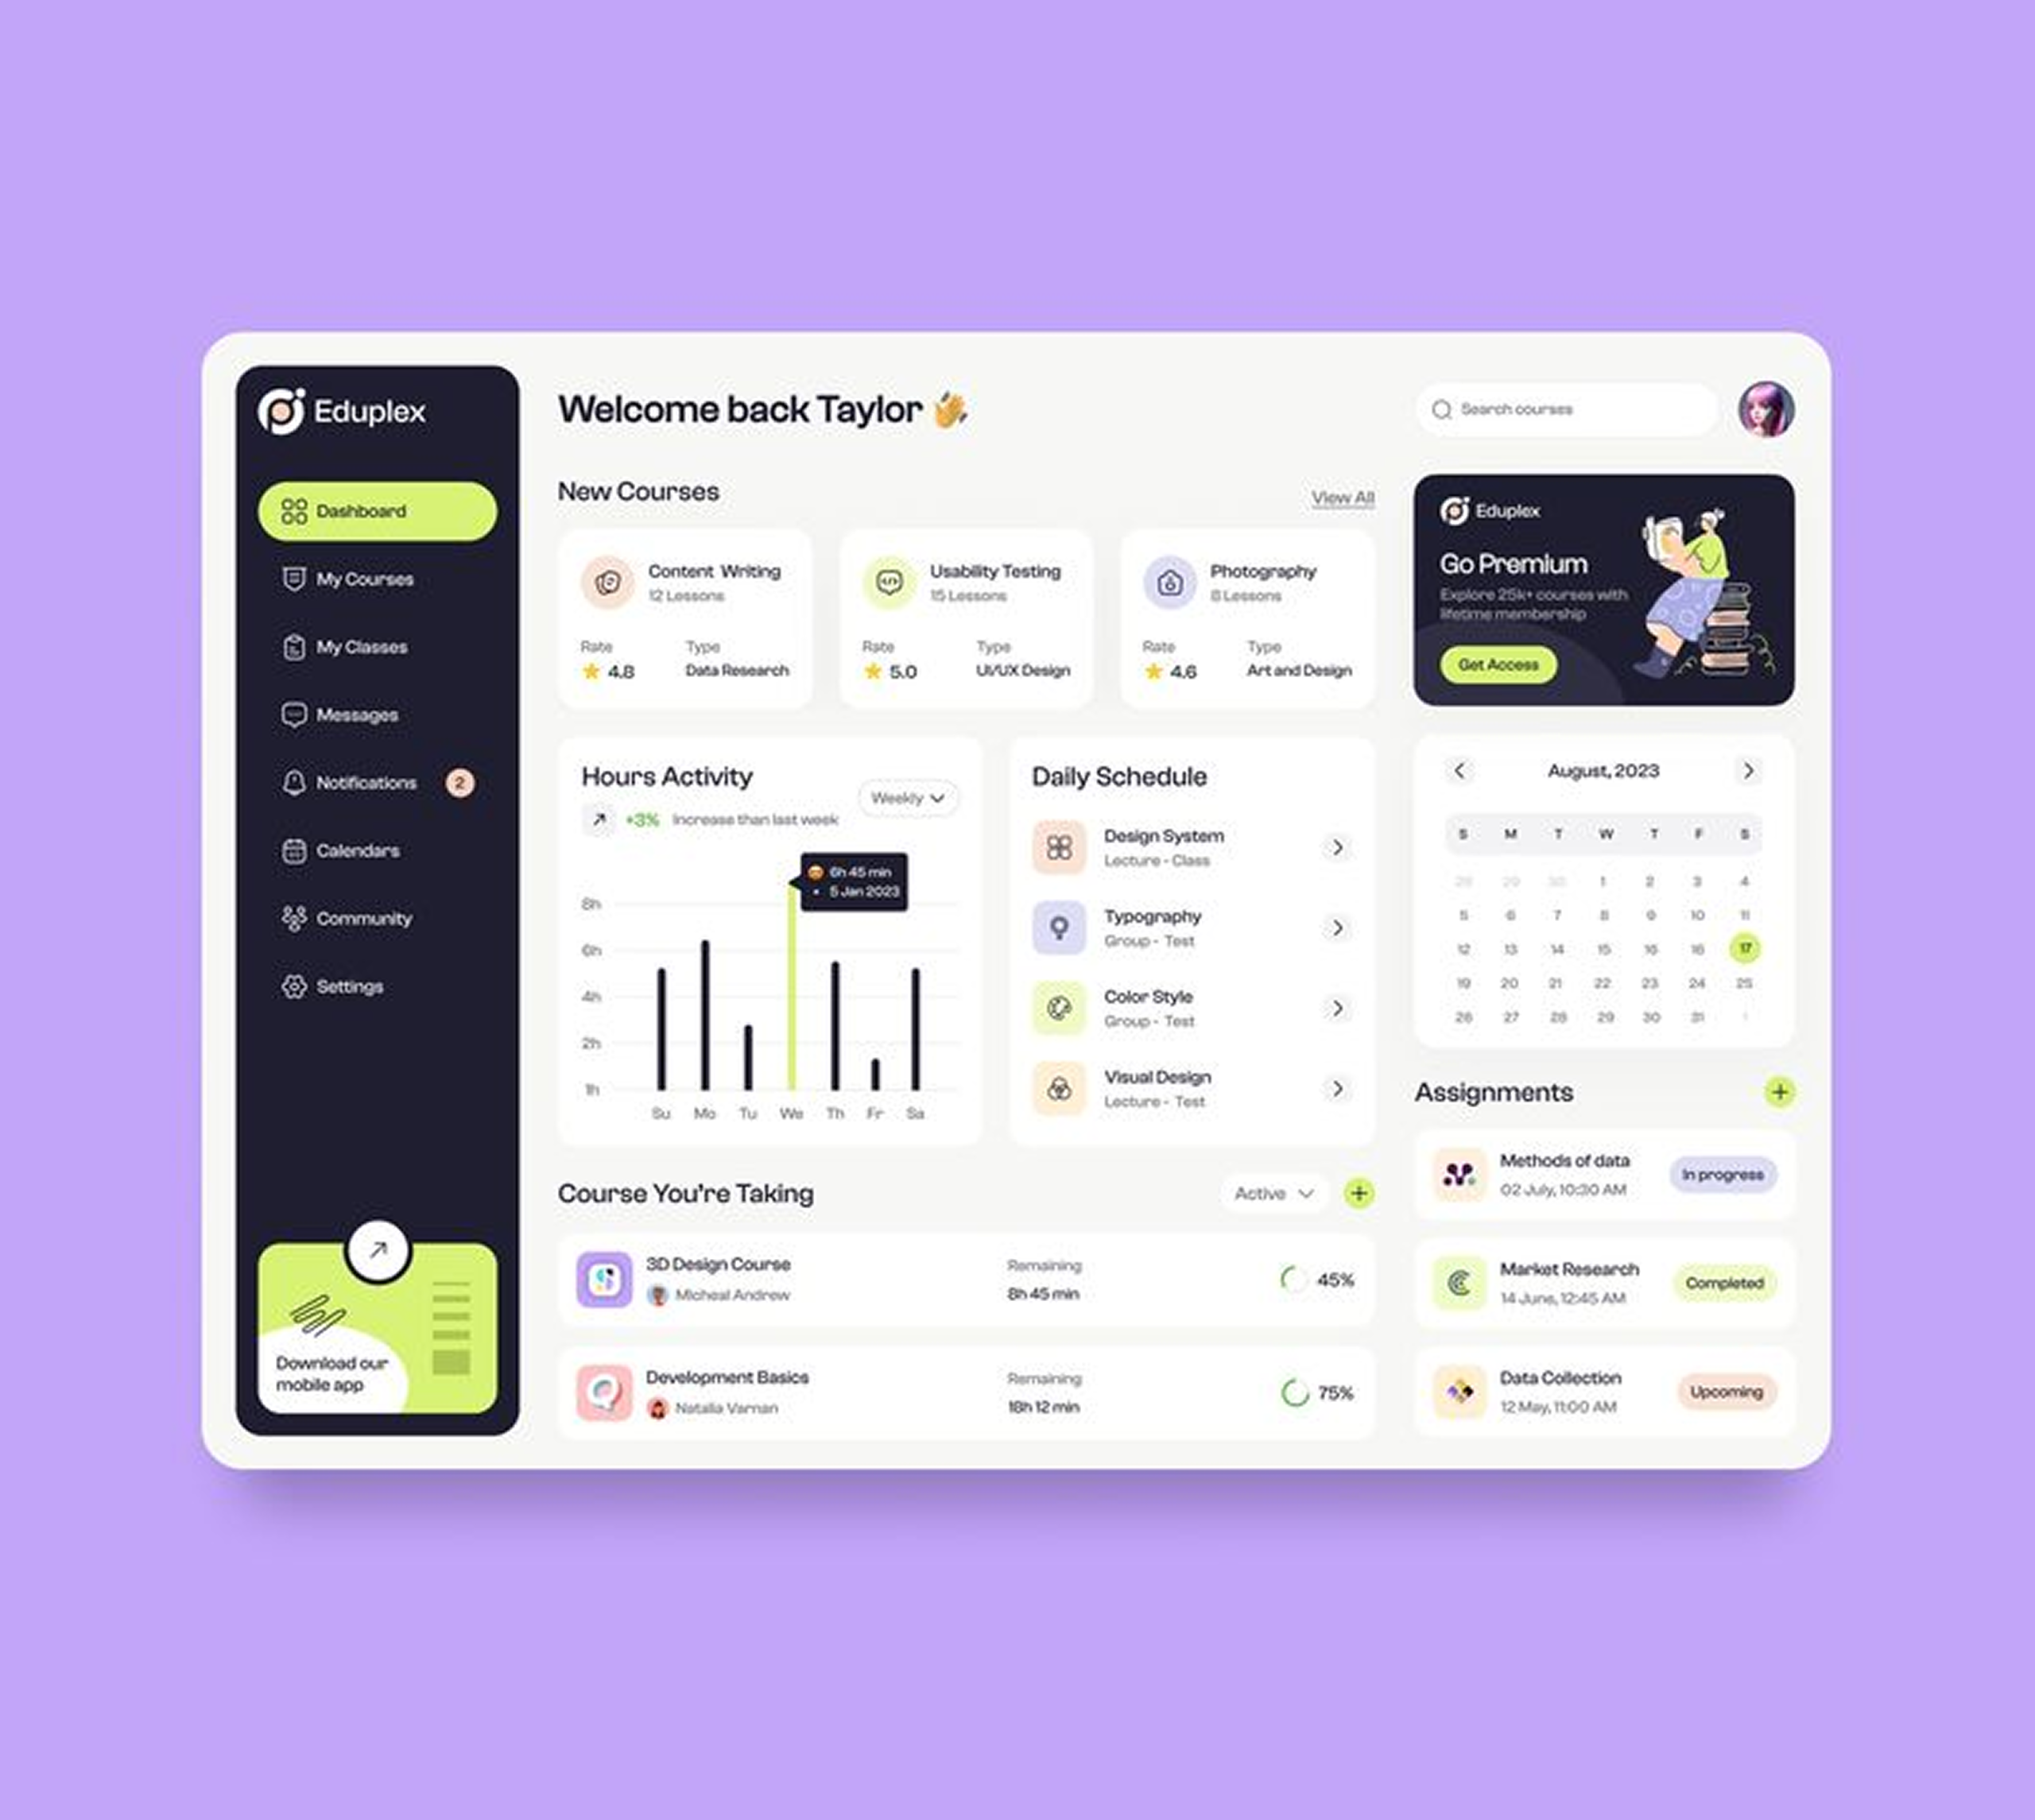 Eduplex
Dashboard
My Courses
My Classes
Messages
Notifications 2
Calendars
Community
Settings
Download our
mobile app
Welcome back Taylor
Search courses
New Courses
View All
Content Writing
12 Lessons
Rate Type
4.8 Data Research
Usability Testing
15 Lessons
Rate Type
5.0 UI/UX Design
Photography
8 Lessons
Rate Type
4.6 Art and Design
Eduplex
Go Premium
Explore 25k+ courses with
lifetime membership
Get Access
Hours Activity
+3% Increase than last week
Weekly
6h 45 min
5 Jan 2023
8h
6h
4h
2h
1h
Su Mo Tu We Th Fr Sa
Daily Schedule
Design System
Lecture - Class
Typography
Group - Test
Color Style
Group - Test
Visual Design
Lecture - Test
August, 2023
S M T W T F S
28 29 30 1 2 3 4
5 6 7 8 9 10 11
12 13 14 15 16 16 17
19 20 21 22 23 24 25
26 27 28 29 30 31 1
Course You're Taking
Active
3D Design Course
Micheal Andrew
Remaining
8h 45 min
45%
Development Basics
Natalia Varnan
Remaining
18h 12 min
75%
Assignments
Methods of data
02 July, 10:30 AM
In progress
Market Research
14 June, 12:45 AM
Completed
Data Collection
12 May, 11:00 AM
Upcoming